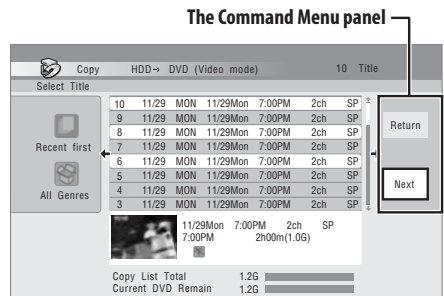 The Command Menu panel
Copy HDD→ DVD (Video mode) 10 Title
Select Title
10 11/29 MON 11/29Mon 7:00PM 2ch SP
9 11/29 MON 11/29Mon 7:00PM 2ch SP
8 11/29 MON 11/29Mon 7:00PM 2ch SP
7 11/29 MON 11/29Mon 7:00PM 2ch SP
6 11/29 MON 11/29Mon 7:00PM 2ch SP
5 11/29 MON 11/29Mon 7:00PM 2ch SP
4 11/29 MON 11/29Mon 7:00PM 2ch SP
3 11/29 MON 11/29Mon 7:00PM 2ch SP
Recent first
All Genres
Return
Next
11/29Mon 7:00PM 2ch SP
7:00PM 2h00m(1.0G)
Copy List Total 1.2G
Current DVD Remain 1.2G